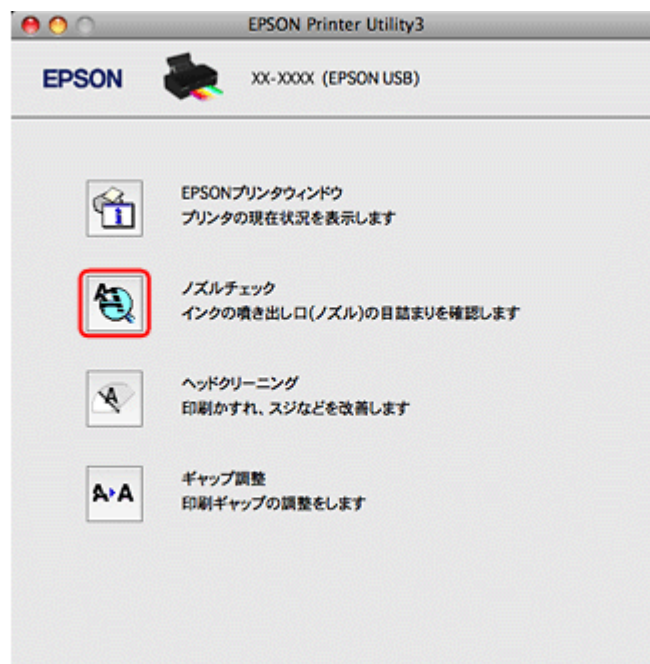 EPSON Printer Utility3
EPSON XX-XXXX (EPSON USB)
EPSONプリンタウィンドウ
プリンタの現在状況を表示します
ノズルチェック
インクの噴き出し口(ノズル)の目詰まりを確認します
ヘッドクリーニング
印刷かすれ、スジなどを改善します
ギャップ調整
印刷ギャップの調整をします